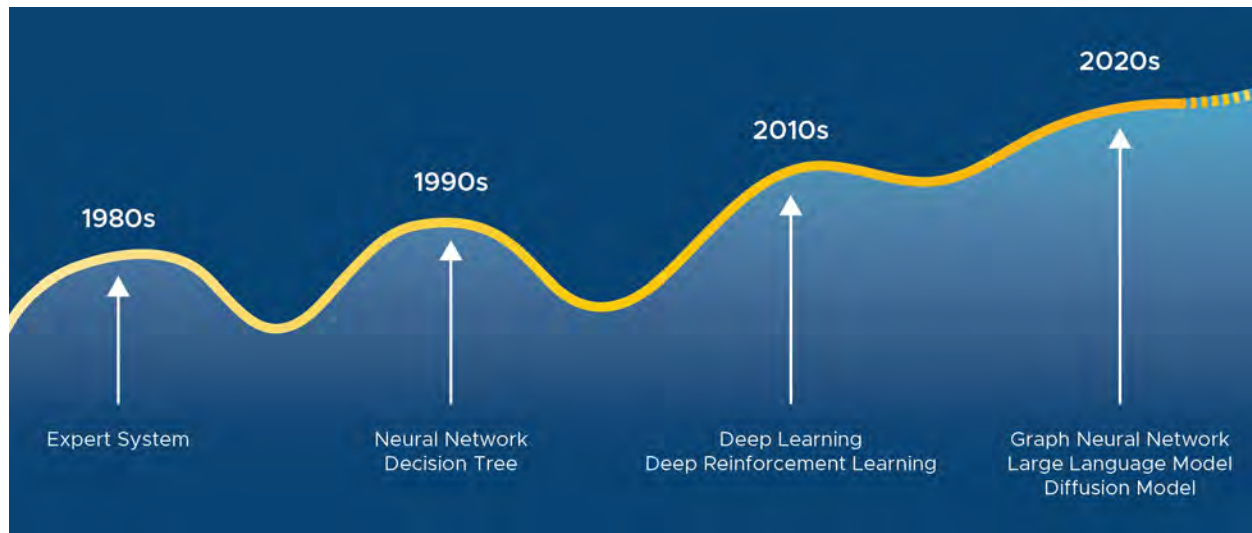 1980s
1990s
2010s
2020s
Expert System
Neural Network
Decision Tree
Deep Learning
Deep Reinforcement Learning
Graph Neural Network
Large Language Model
Diffusion Model